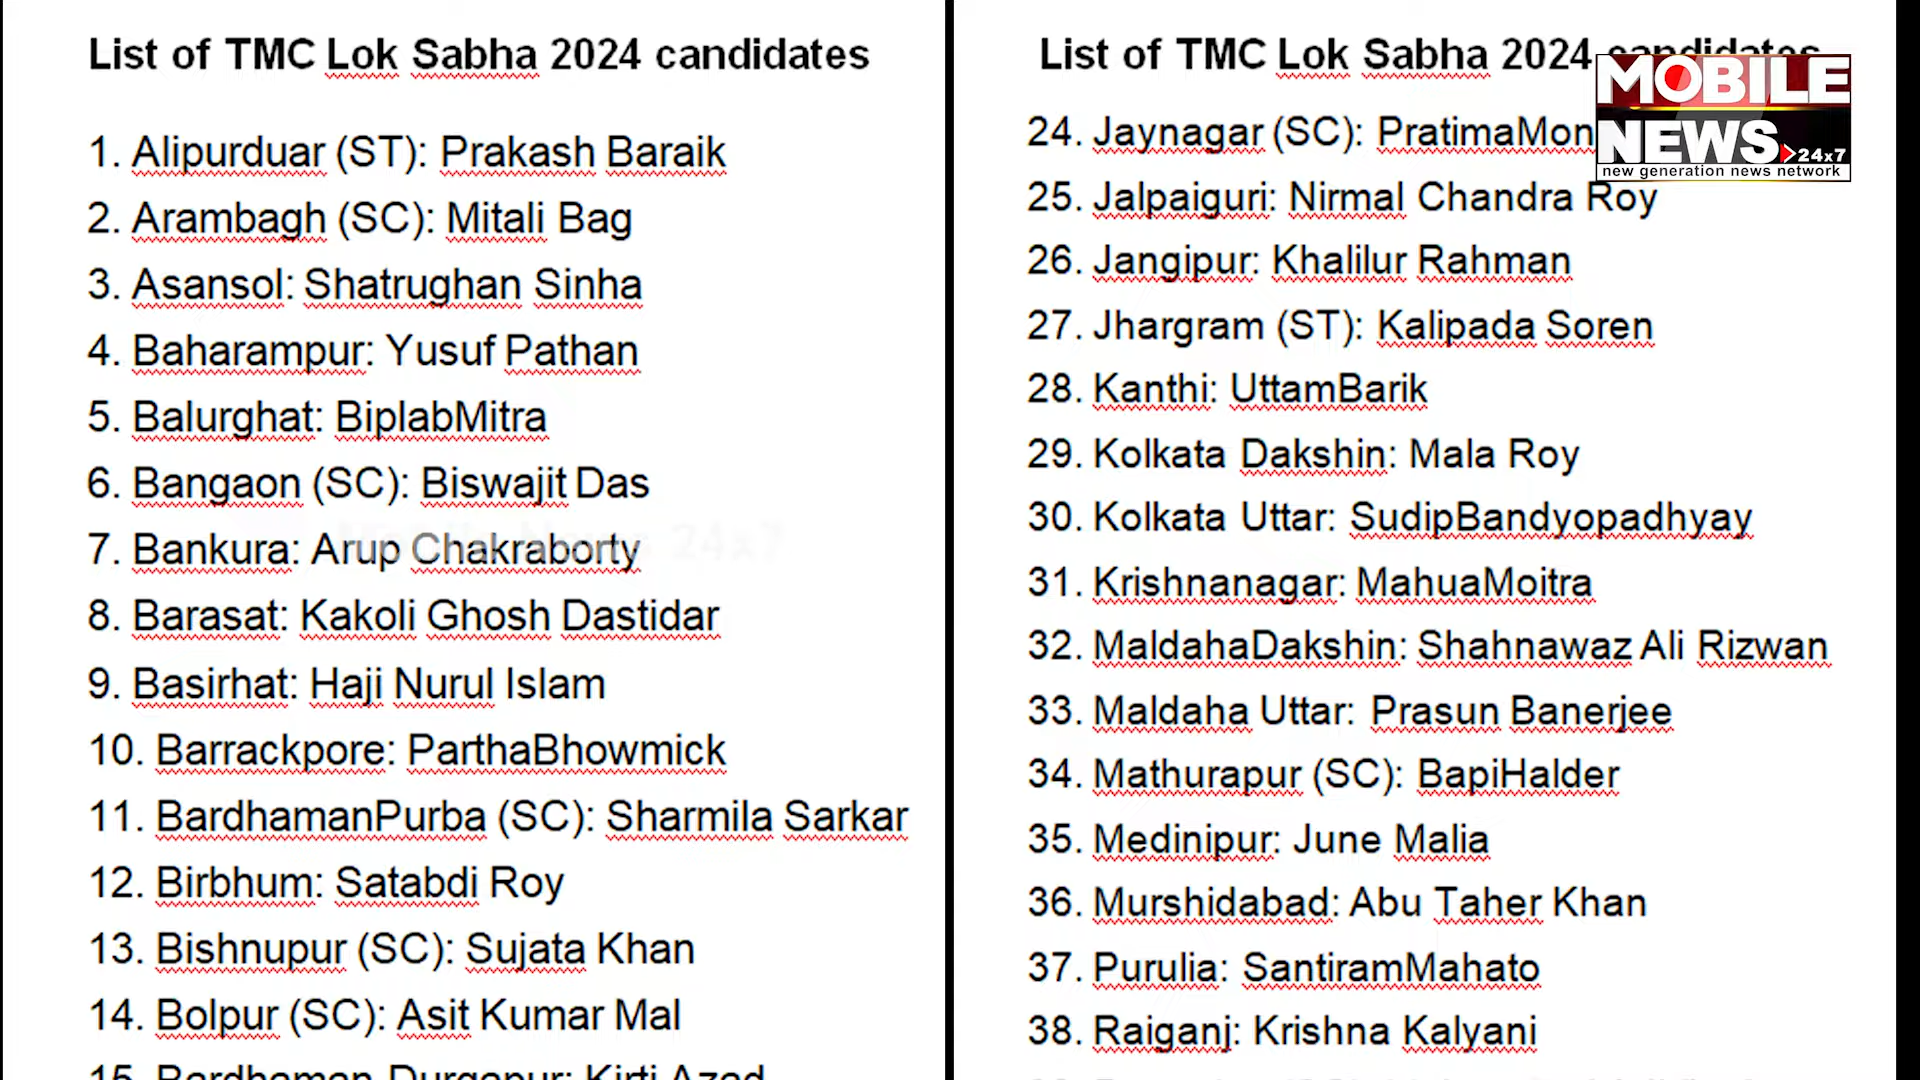 List of TMC Lok Sabha 2024 candidates
1. Alipurduar (ST): Prakash Baraik
2. Arambagh (SC): Mitali Bag
3. Asansol: Shatrughan Sinha
4. Baharampur: Yusuf Pathan
5. Balurghat: BiplabMitra
6. Bangaon (SC): Biswajit Das
7. Bankura: Arup Chakraborty
8. Barasat: Kakoli Ghosh Dastidar
9. Basirhat: Haji Nurul Islam
10. Barrackpore: ParthaBhowmick
11. BardhamanPurba (SC): Sharmila Sarkar
12. Birbhum: Satabdi Roy
13. Bishnupur (SC): Sujata Khan
14. Bolpur (SC): Asit Kumar Mal
15. Bardhaman Durgapur: Kirti Azad
List of TMC Lok Sabha 2024 candidates
24. Jaynagar (SC): PratimaMon
25. Jalpaiguri: Nirmal Chandra Roy
26. Jangipur: Khalilur Rahman
27. Jhargram (ST): Kalipada Soren
28. Kanthi: UttamBarik
29. Kolkata Dakshin: Mala Roy
30. Kolkata Uttar: SudipBandyopadhyay
31. Krishnanagar: MahuaMoitra
32. MaldahaDakshin: Shahnawaz Ali Rizwan
33. Maldaha Uttar: Prasun Banerjee
34. Mathurapur (SC): BapiHalder
35. Medinipur: June Malia
36. Murshidabad: Abu Taher Khan
37. Purulia: SantiramMahato
38. Raiganj: Krishna Kalyani
MOBILE
NEWS 24x7
new generation news network
24x7